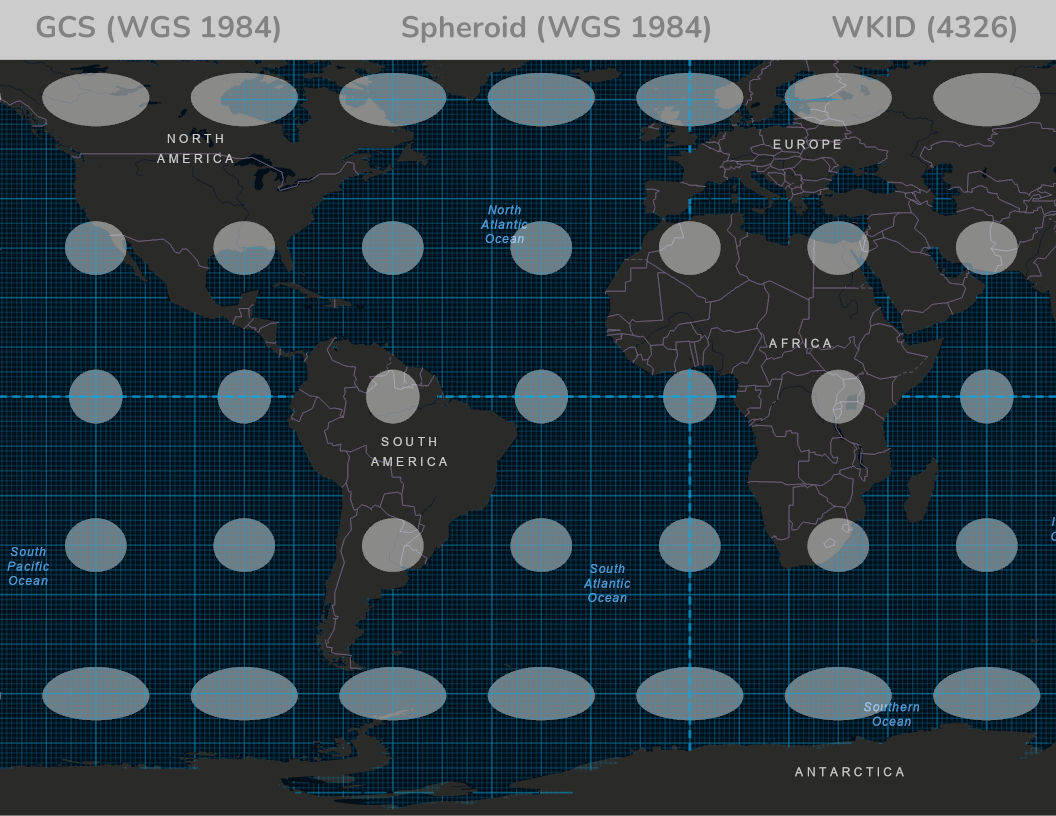 GCS (WGS 1984) Spheroid (WGS 1984) WKID (4326)
NORTH
AMERICA
EUROPE
North
Atlantic
Ocean
AFRICA
SOUTH
AMERICA
South
Pacific
Ocean
South
Atlantic
Ocean
Southern
Ocean
ANTARCTICA